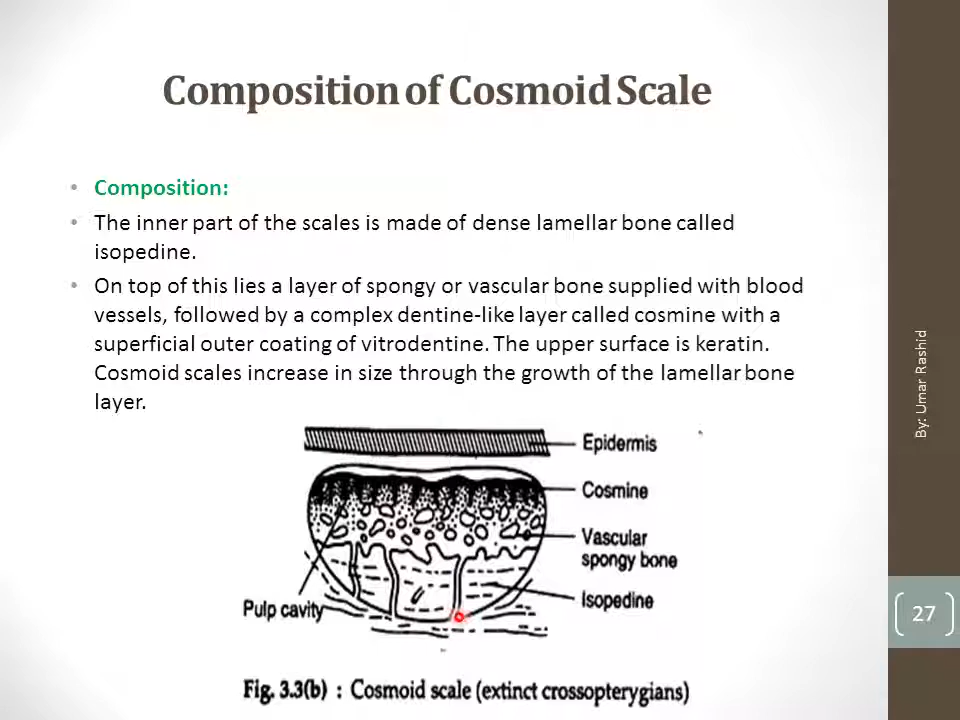 Composition of Cosmoid Scale
• Composition:
• The inner part of the scales is made of dense lamellar bone called
isopedine.
• On top of this lies a layer of spongy or vascular bone supplied with blood
vessels, followed by a complex dentine-like layer called cosmine with a
superficial outer coating of vitrodentine. The upper surface is keratin.
Cosmoid scales increase in size through the growth of the lamellar bone
layer.
Epidermis
Cosmine
Vascular
spongy bone
Isopedine
Pulp cavity
Fig. 3.3(b) : Cosmoid scale (extinct crossopterygians)
By: Umar Rashid
27